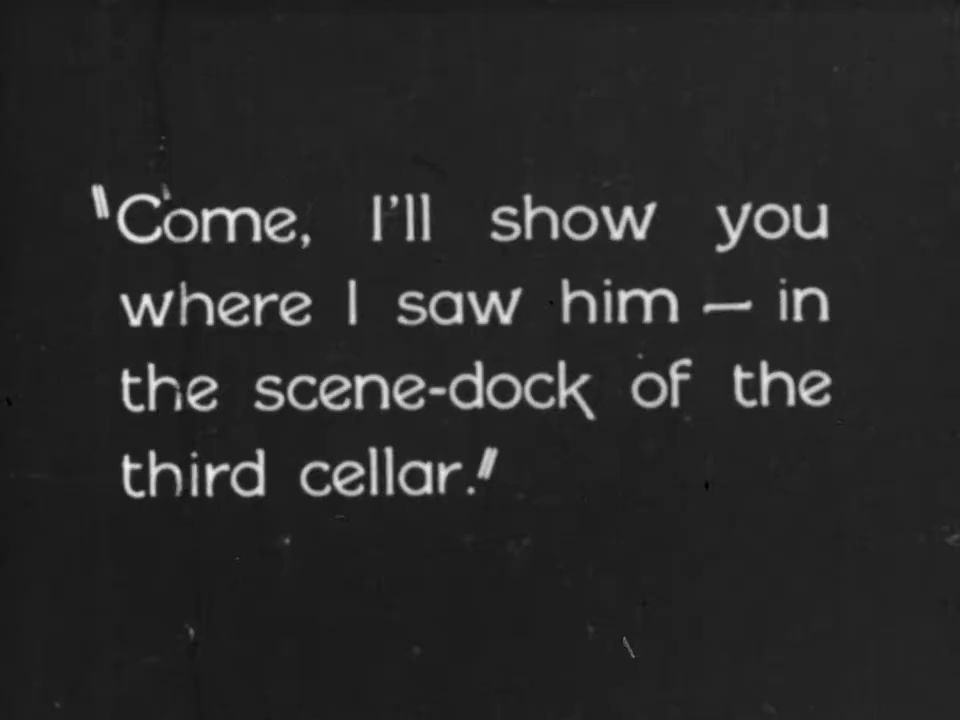 "Come, I'll show you
where I saw him — in
the scene-dock of the
third cellar."